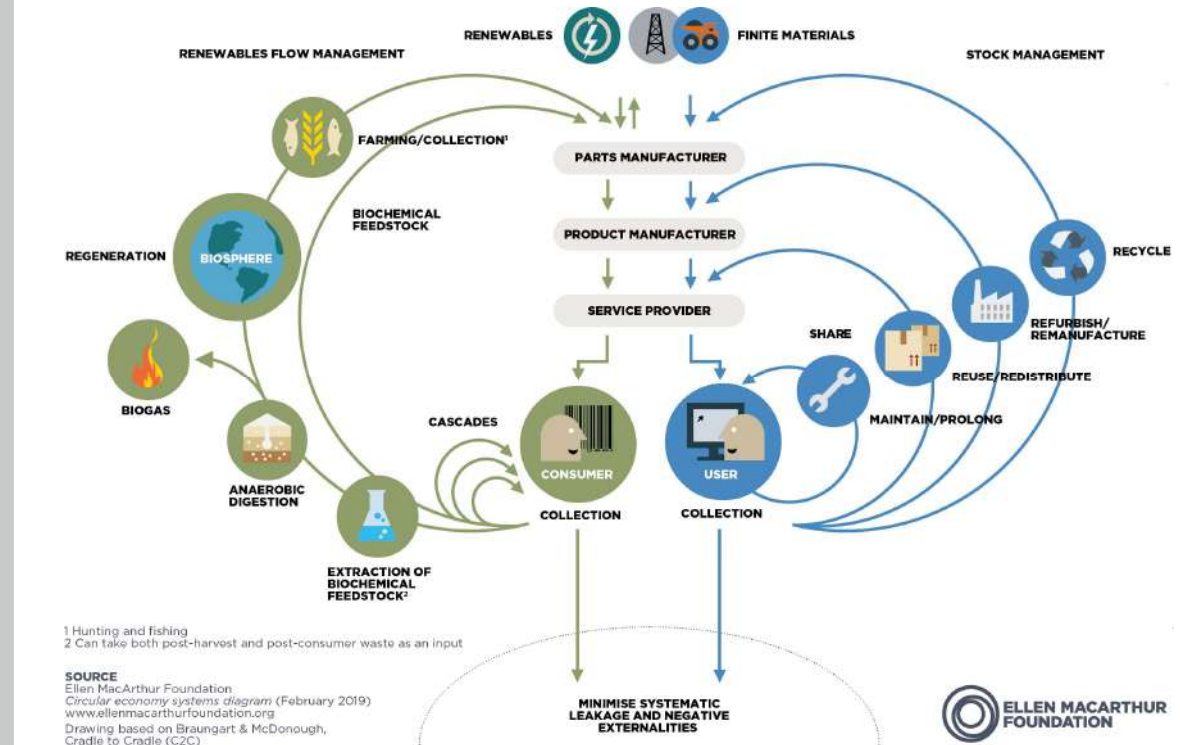 RENEWABLES
FINITE MATERIALS
RENEWABLES FLOW MANAGEMENT
STOCK MANAGEMENT
FARMING/COLLECTION¹
PARTS MANUFACTURER
BIOCHEMICAL
FEEDSTOCK
PRODUCT MANUFACTURER
REGENERATION
BIOSPHERE
RECYCLE
SERVICE PROVIDER
SHARE
REFURBISH/
REMANUFACTURE
REUSE/REDISTRIBUTE
BIOGAS
CASCADES
MAINTAIN/PROLONG
CONSUMER
USER
ANAEROBIC
DIGESTION
COLLECTION
COLLECTION
EXTRACTION OF
BIOCHEMICAL
FEEDSTOCK²
1 Hunting and fishing
2 Can take both post-harvest and post-consumer waste as an input
SOURCE
Ellen MacArthur Foundation
Circular economy systems diagram (February 2019)
www.ellenmacarthurfoundation.org
Drawing based on Braungart & McDonough,
Cradle to Cradle (C2C)
MINIMISE SYSTEMATIC
LEAKAGE AND NEGATIVE
EXTERNALITIES
ELLEN MACARTHUR
FOUNDATION